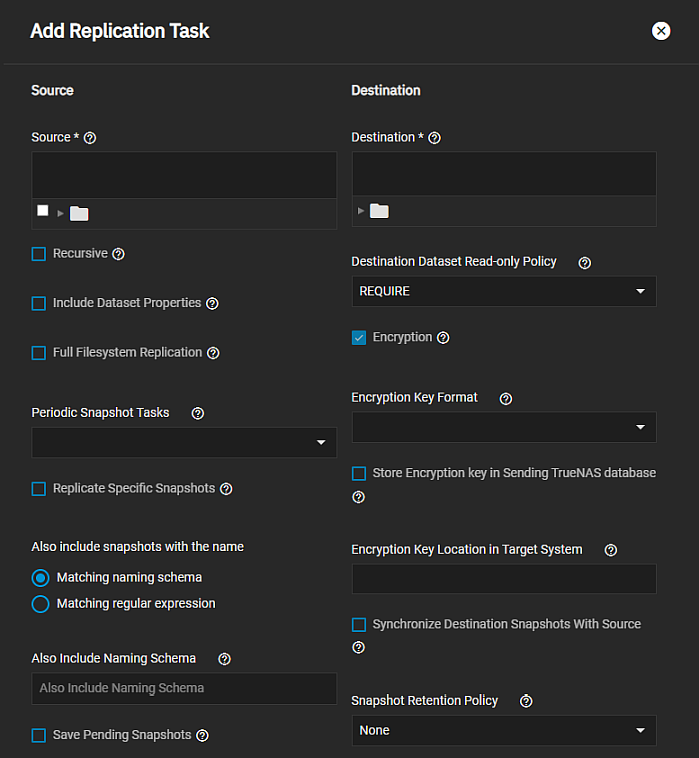 Add Replication Task
Source
Source *
Recursive
Include Dataset Properties
Full Filesystem Replication
Periodic Snapshot Tasks
Replicate Specific Snapshots
Also include snapshots with the name
Matching naming schema
Matching regular expression
Also Include Naming Schema
Also Include Naming Schema
Save Pending Snapshots
Destination
Destination *
Destination Dataset Read-only Policy
REQUIRE
Encryption
Encryption Key Format
Store Encryption key in Sending TrueNAS database
Encryption Key Location in Target System
Synchronize Destination Snapshots With Source
Snapshot Retention Policy
None